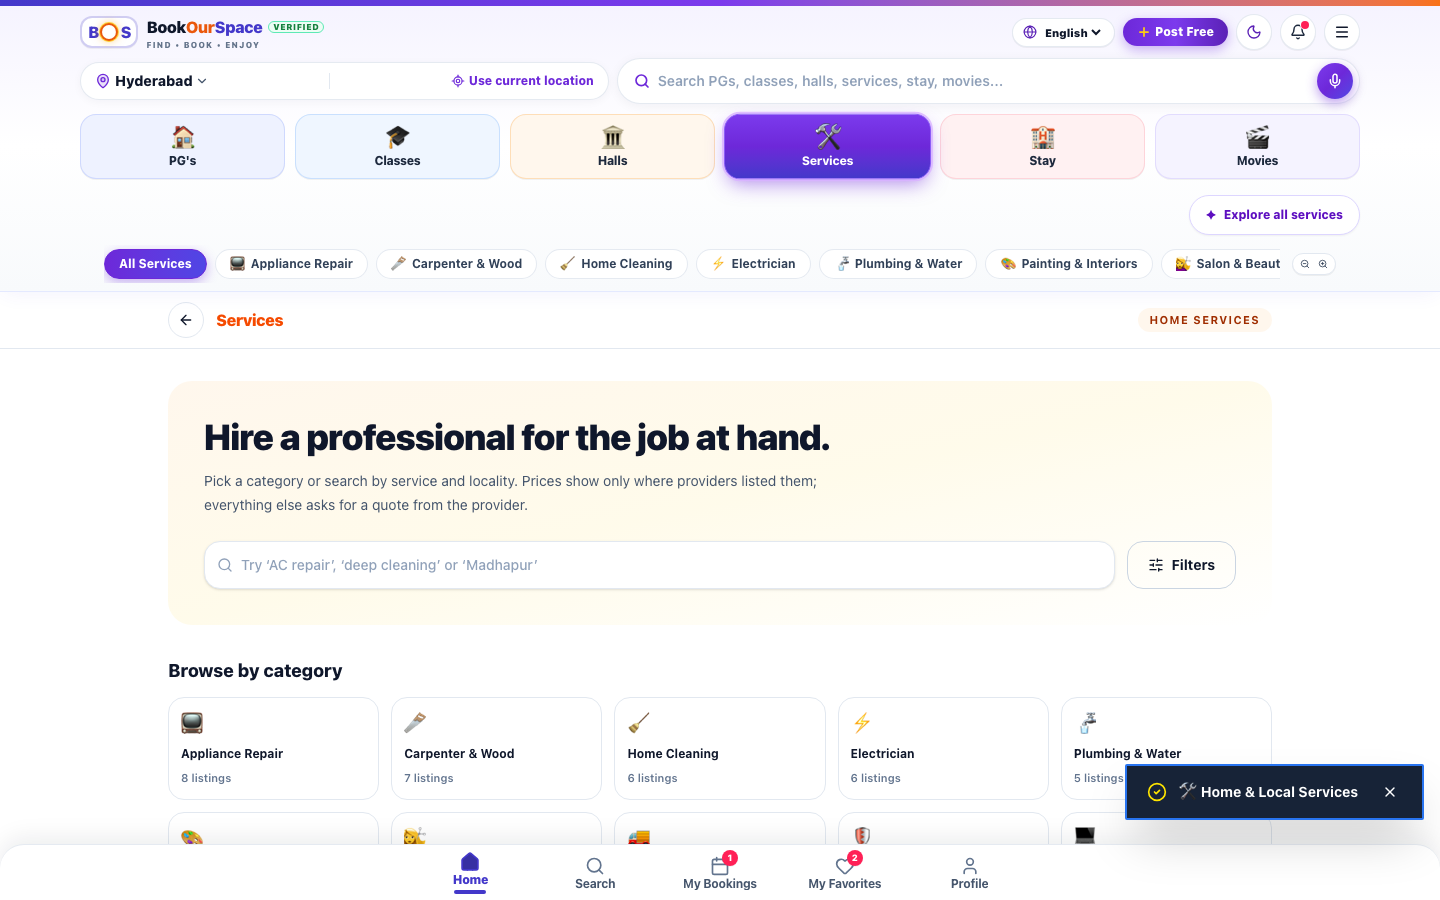 BOS BookOurSpace VERIFIED
FIND • BOOK • ENJOY
English
+ Post Free
Hyderabad
Use current location
Search PGs, classes, halls, services, stay, movies...
PG's
Classes
Halls
Services
Stay
Movies
Explore all services
All Services
Appliance Repair
Carpenter & Wood
Home Cleaning
Electrician
Plumbing & Water
Painting & Interiors
Salon & Beaut
Services
HOME SERVICES
Hire a professional for the job at hand.
Pick a category or search by service and locality. Prices show only where providers listed them;
everything else asks for a quote from the provider.
Try ‘AC repair’, ‘deep cleaning’ or ‘Madhapur’
Filters
Browse by category
Appliance Repair
8 listings
Carpenter & Wood
7 listings
Home Cleaning
6 listings
Electrician
6 listings
Plumbing & Water
5 listings
Home & Local Services
Home
Search
1
My Bookings
2
My Favorites
Profile